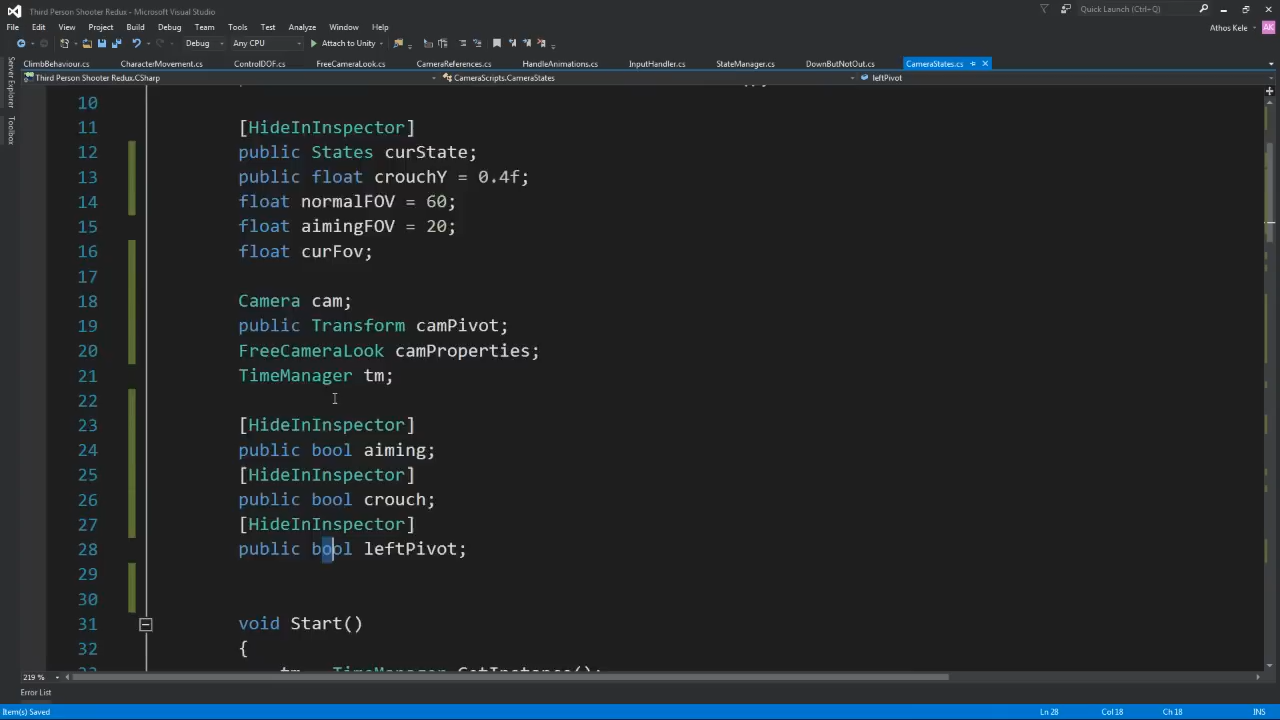 Third Person Shooter Redux - Microsoft Visual Studio
Quick Launch (Ctrl+Q)
File Edit View Project Build Debug Team Tools Test Analyze Window Help
Athos Kele AK
Debug Any CPU Attach to Unity
ClimbBehaviour.cs CharacterMovement.cs ControlDOF.cs FreeCameraLook.cs CameraReferences.cs HandleAnimations.cs InputHandler.cs StateManager.cs DownButNotOut.cs CameraStates.cs
Server Explorer
Toolbox
Third Person Shooter Redux.CSharp CameraScripts.CameraStates leftPivot
10
11 [HideInInspector]
12 public States curState;
13 public float crouchY = 0.4f;
14 float normalFOV = 60;
15 float aimingFOV = 20;
16 float curFov;
17
18 Camera cam;
19 public Transform camPivot;
20 FreeCameraLook camProperties;
21 TimeManager tm;
22
23 [HideInInspector]
24 public bool aiming;
25 [HideInInspector]
26 public bool crouch;
27 [HideInInspector]
28 public bool leftPivot;
29
30
31 void Start()
32 {
33 tm = TimeManager.GetInstance();
219 %
Error List
Item(s) Saved Ln 28 Col 18 Ch 18 INS